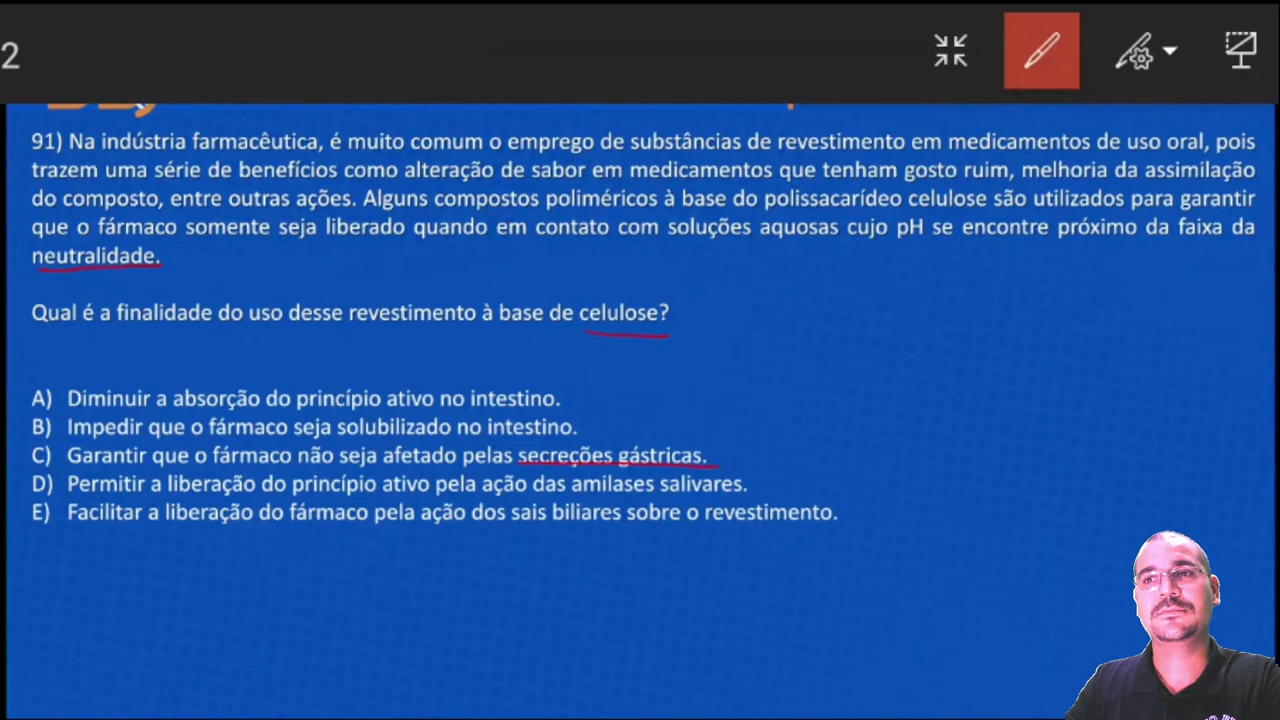 2
91) Na indústria farmacêutica, é muito comum o emprego de substâncias de revestimento em medicamentos de uso oral, pois
trazem uma série de benefícios como alteração de sabor em medicamentos que tenham gosto ruim, melhoria da assimilação
do composto, entre outras ações. Alguns compostos poliméricos à base do polissacarídeo celulose são utilizados para garantir
que o fármaco somente seja liberado quando em contato com soluções aquosas cujo pH se encontre próximo da faixa da
neutralidade.
Qual é a finalidade do uso desse revestimento à base de celulose?
A) Diminuir a absorção do princípio ativo no intestino.
B) Impedir que o fármaco seja solubilizado no intestino.
C) Garantir que o fármaco não seja afetado pelas secreções gástricas.
D) Permitir a liberação do princípio ativo pela ação das amilases salivares.
E) Facilitar a liberação do fármaco pela ação dos sais biliares sobre o revestimento.